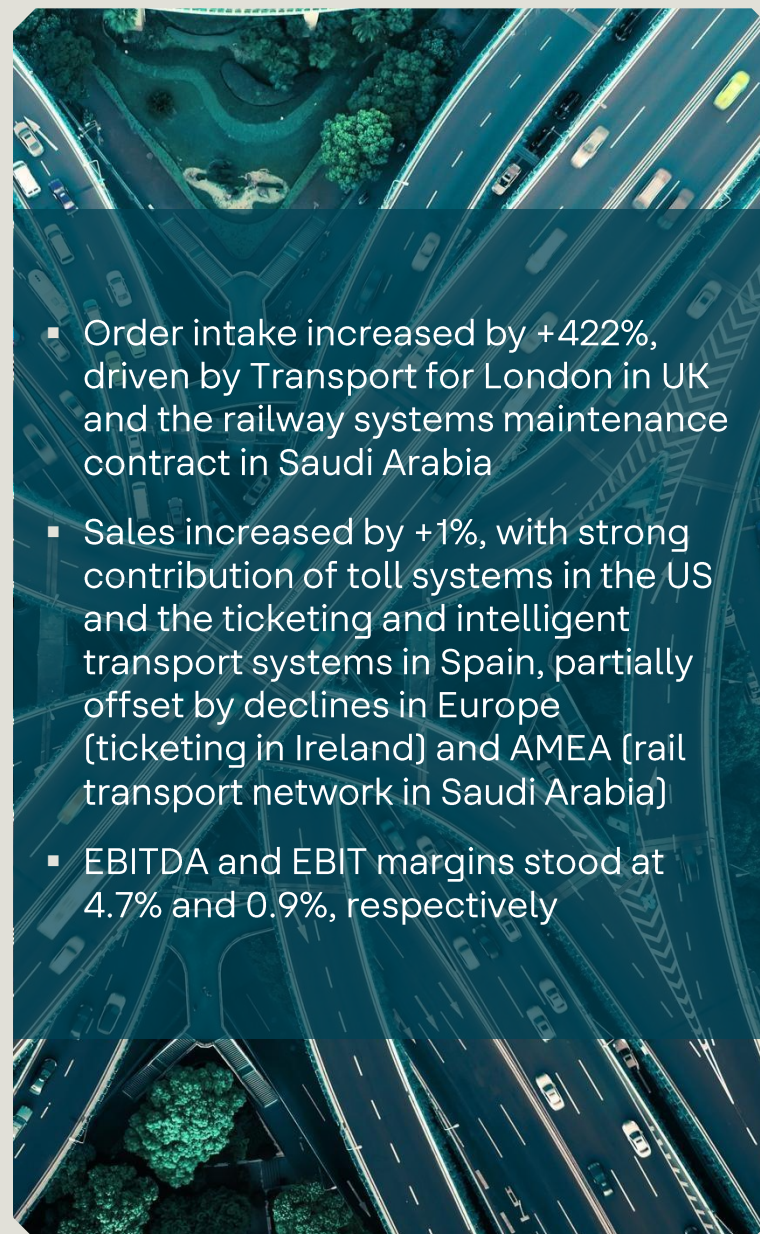 ▪ Order intake increased by +422%,
driven by Transport for London in UK
and the railway systems maintenance
contract in Saudi Arabia
▪ Sales increased by +1%, with strong
contribution of toll systems in the US
and the ticketing and intelligent
transport systems in Spain, partially
offset by declines in Europe
(ticketing in Ireland) and AMEA (rail
transport network in Saudi Arabia)
▪ EBITDA and EBIT margins stood at
4.7% and 0.9%, respectively